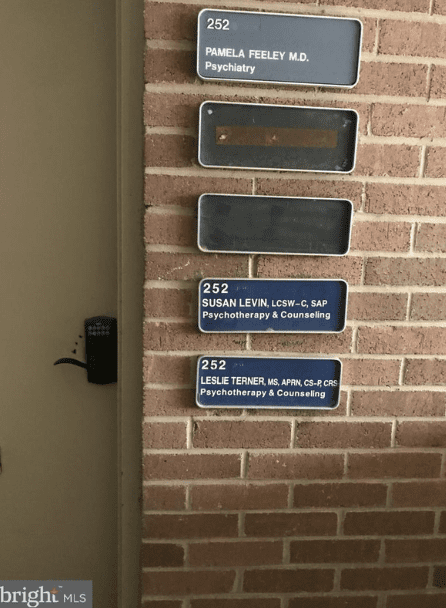 252
PAMELA FEELEY M.D.
Psychiatry
252
SUSAN LEVIN, LCSW-C, SAP
Psychotherapy & Counseling
252
LESLIE TERNER, MS, APRN, CS-P, CRS
Psychotherapy & Counseling
bright MLS